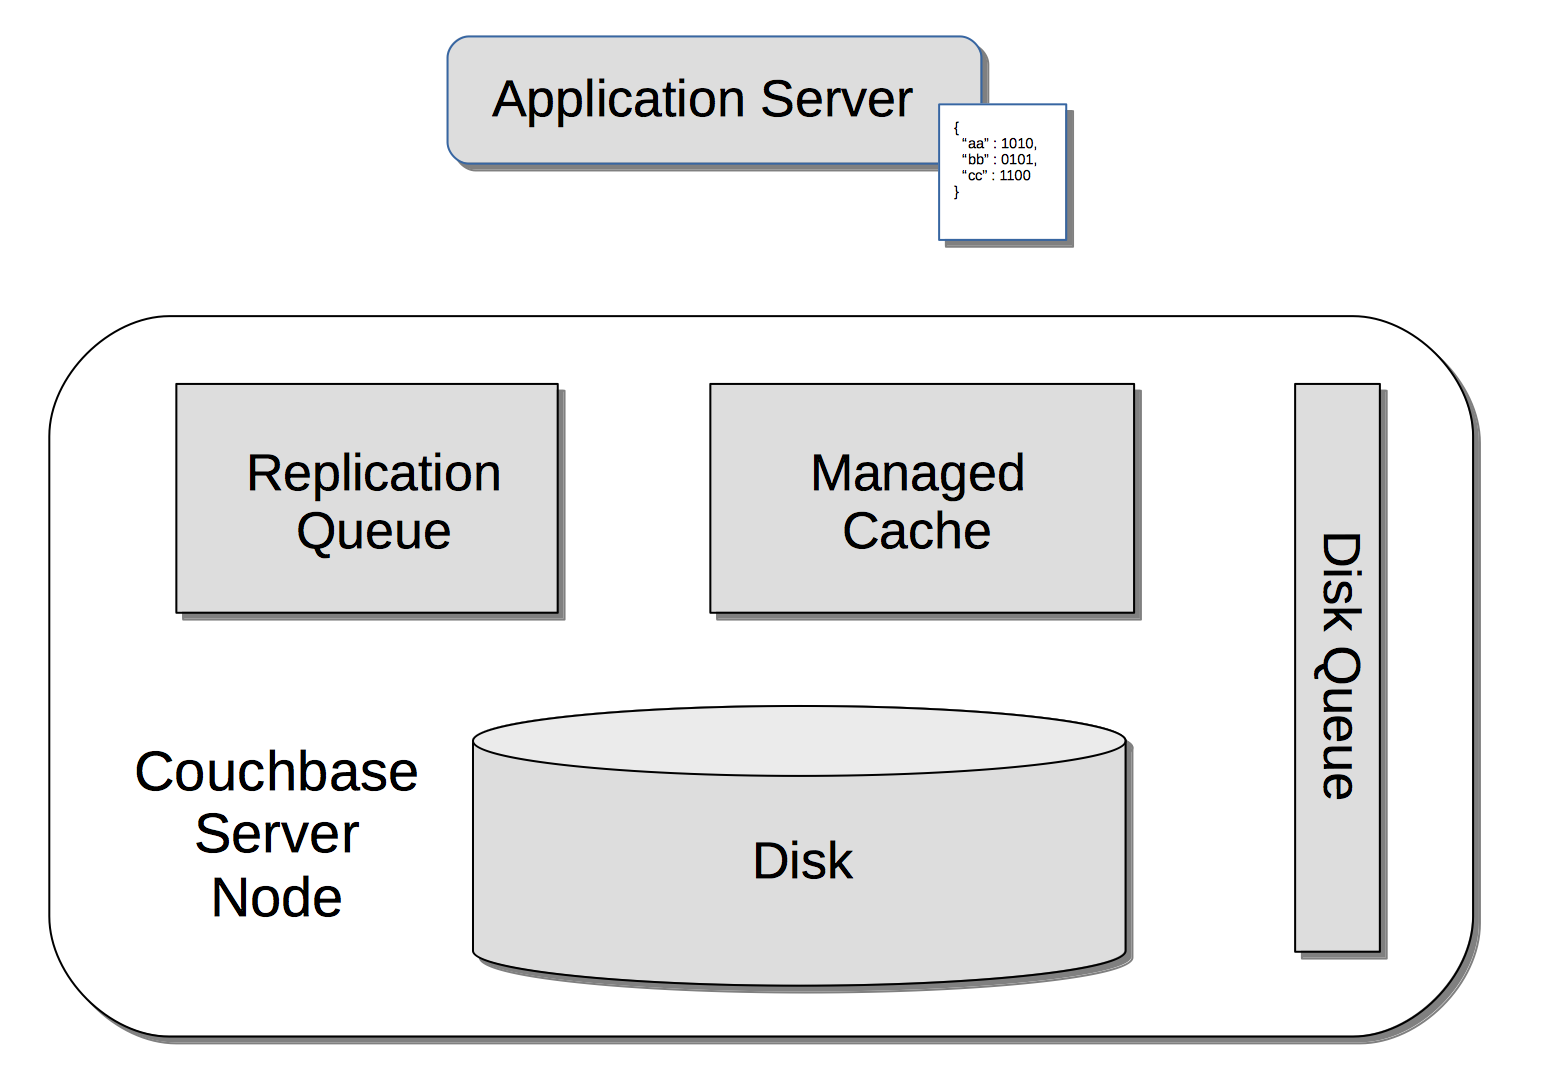 Application Server
{
“aa” : 1010,
“bb” : 0101,
“cc” : 1100
}
Replication
Queue
Managed
Cache
Disk Queue
Couchbase
Server
Node
Disk